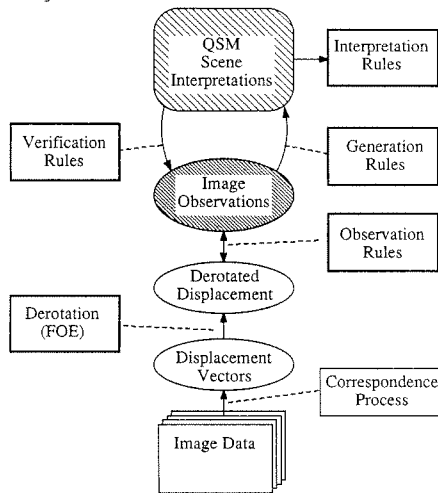 QSM
Scene
Interpretations
Interpretation
Rules
Verification
Rules
Generation
Rules
Image
Observations
Observation
Rules
Derotated
Displacement
Derotation
(FOE)
Displacement
Vectors
Correspondence
Process
Image Data